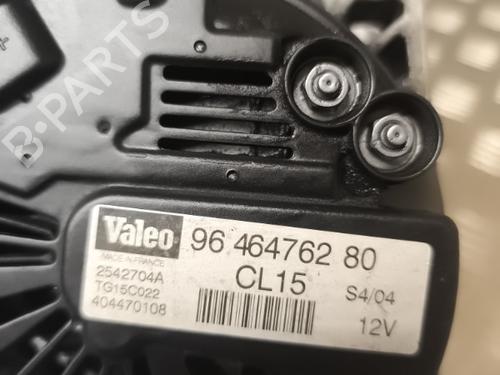 B-PARTS
Valeo
MADE IN FRANCE
96 464762 80
2542704A
CL15
TG15C022
S4/04
404470108
12V